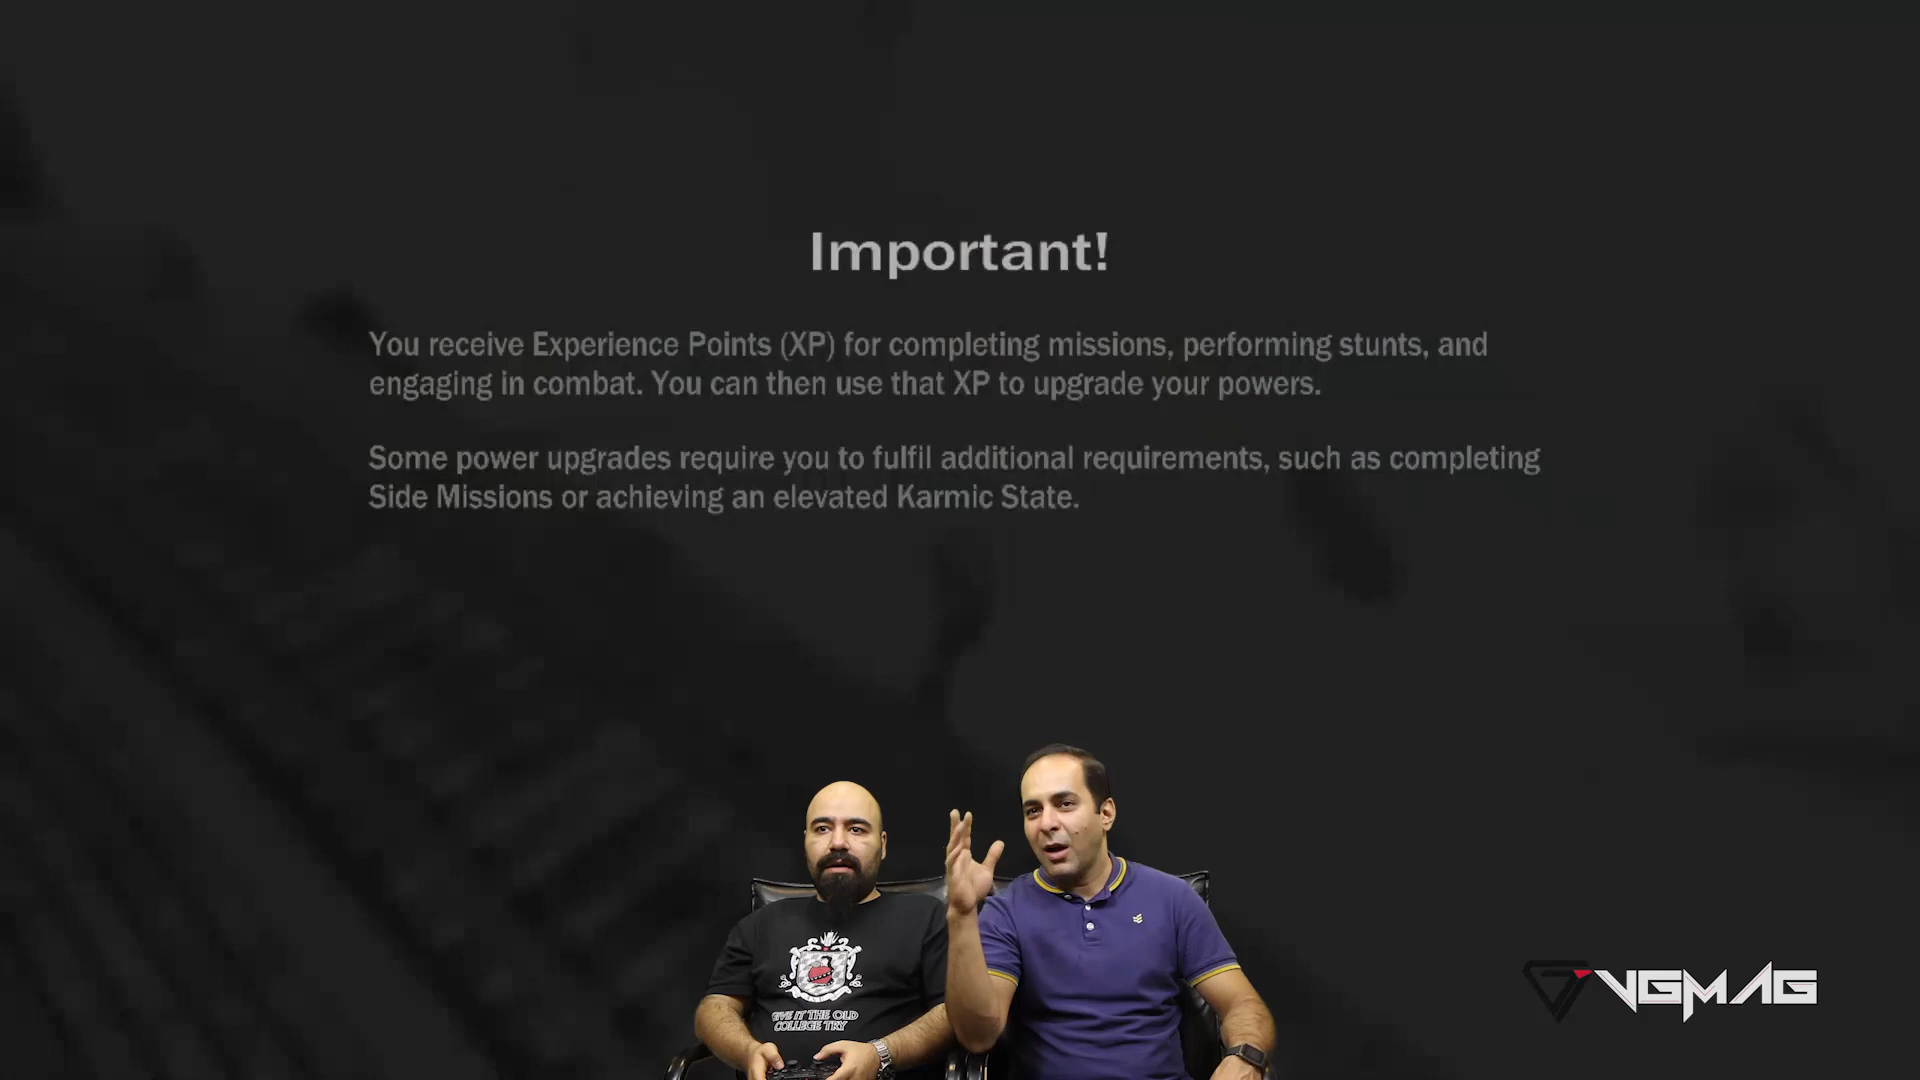 Important!
You receive Experience Points (XP) for completing missions, performing stunts, and
engaging in combat. You can then use that XP to upgrade your powers.
Some power upgrades require you to fulfil additional requirements, such as completing
Side Missions or achieving an elevated Karmic State.
GIVE IT THE OLD
COLLEGE TRY
VGMAG